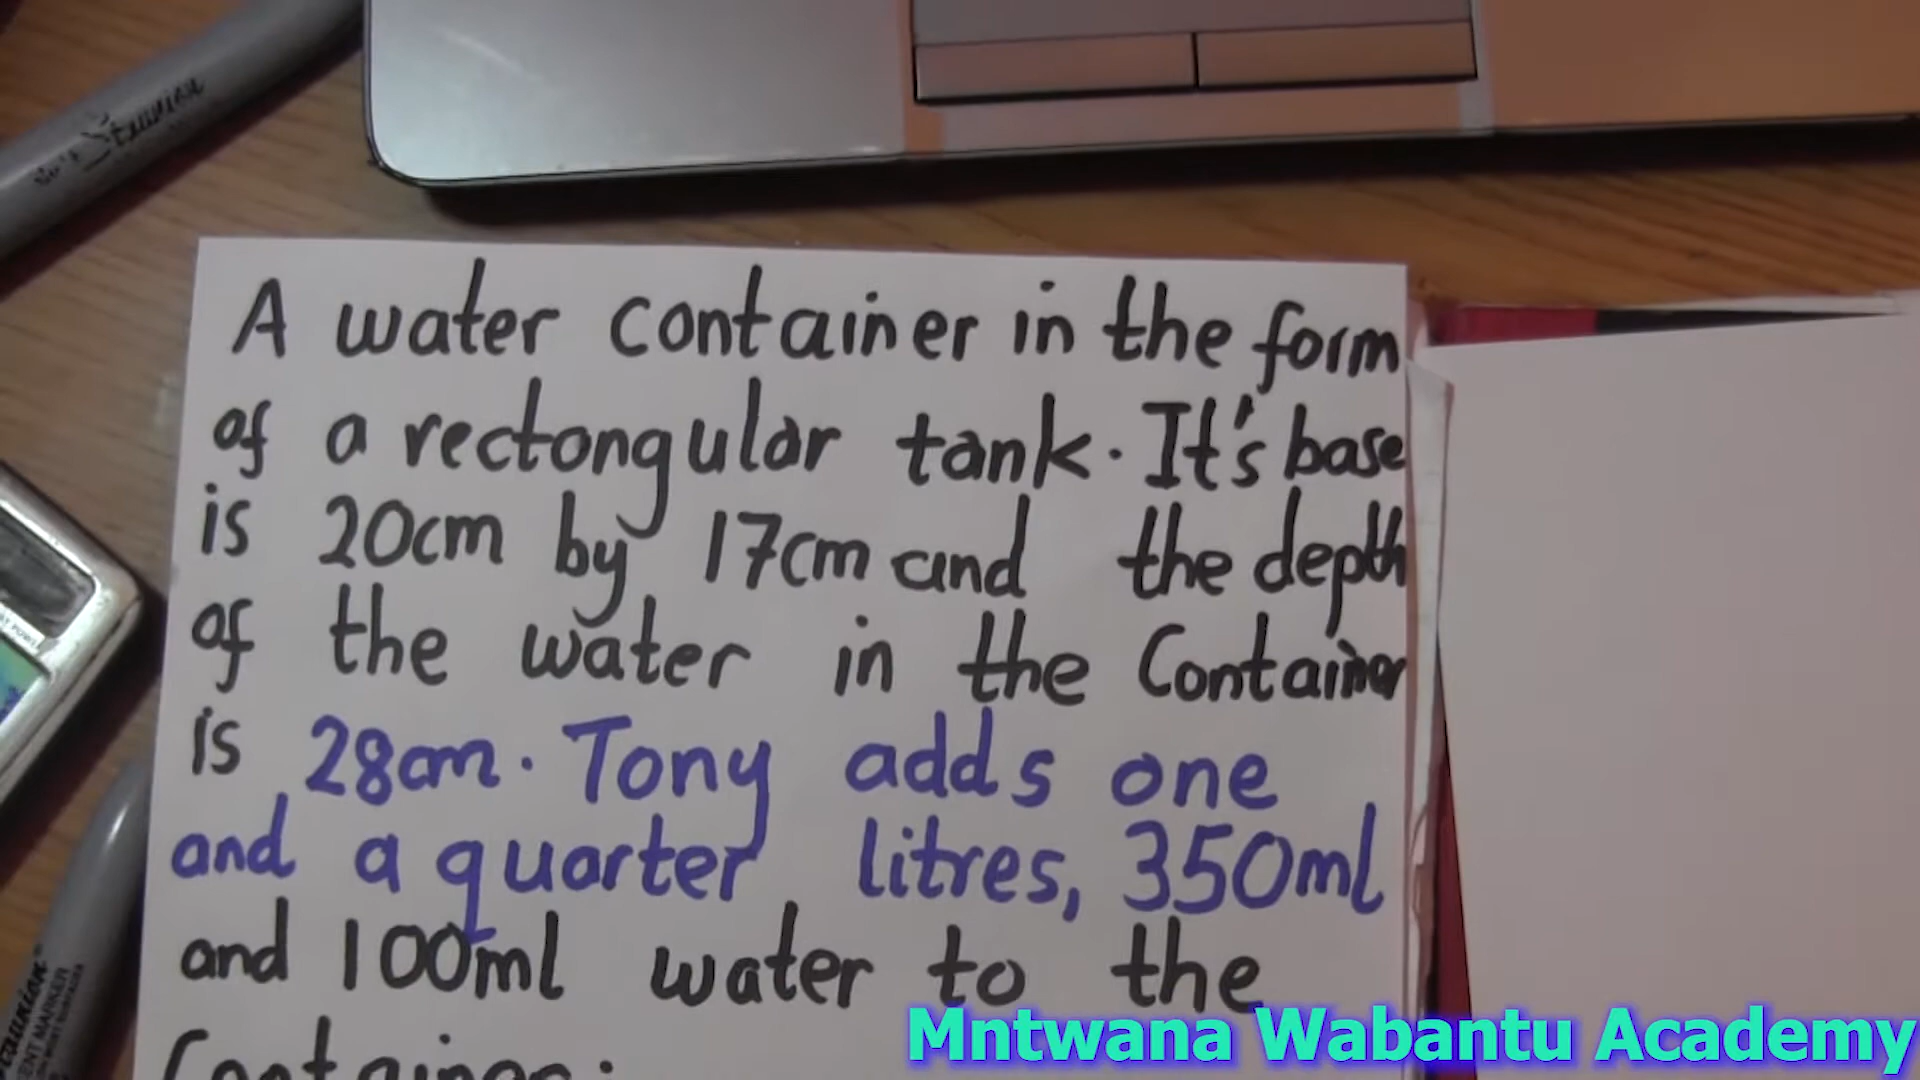 A water container in the form
of a rectongular tank. It's base
is 20cm by 17cm and the depth
of the water in the Container
is 28cm. Tony adds one
and a quarter litres, 350ml
and 100ml water to the
Container.
Mntwana Wabantu Academy